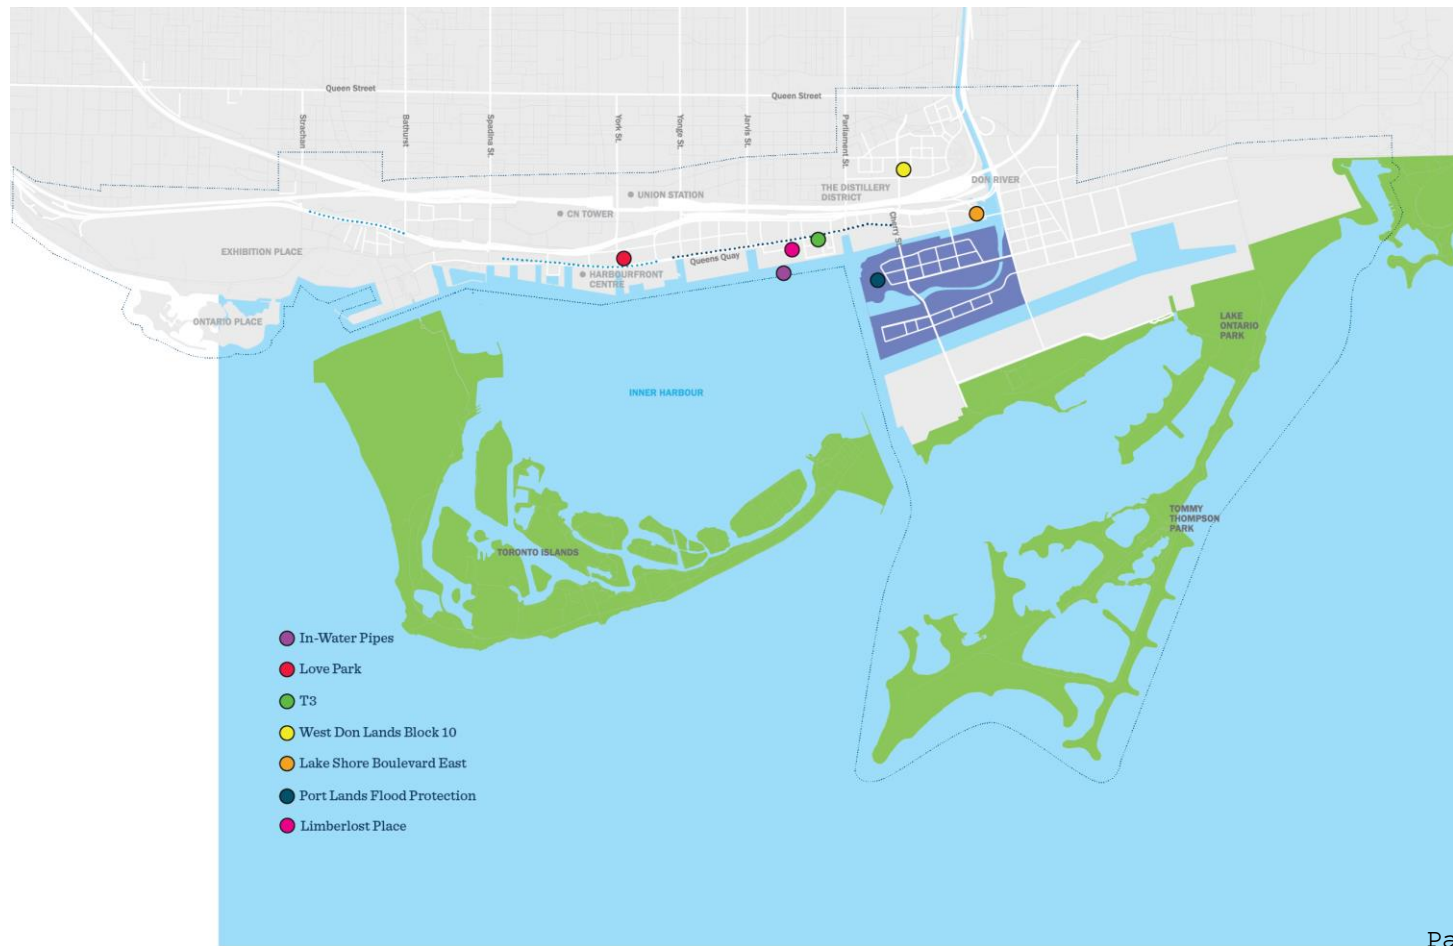 Queen Street
Queen Street
Strachan
Bathurst
Spadina St.
York St.
Yonge St.
Jarvis St.
Parliament St.
THE DISTILLERY
DISTRICT
DON RIVER
UNION STATION
CN TOWER
Cherry St.
EXHIBITION PLACE
Queens Quay
HARBOURFRONT
CENTRE
ONTARIO PLACE
LAKE
ONTARIO
PARK
INNER HARBOUR
TOMMY
THOMPSON
PARK
TORONTO ISLANDS
In-Water Pipes
Love Park
T3
West Don Lands Block 10
Lake Shore Boulevard East
Port Lands Flood Protection
Limberlost Place
Pa